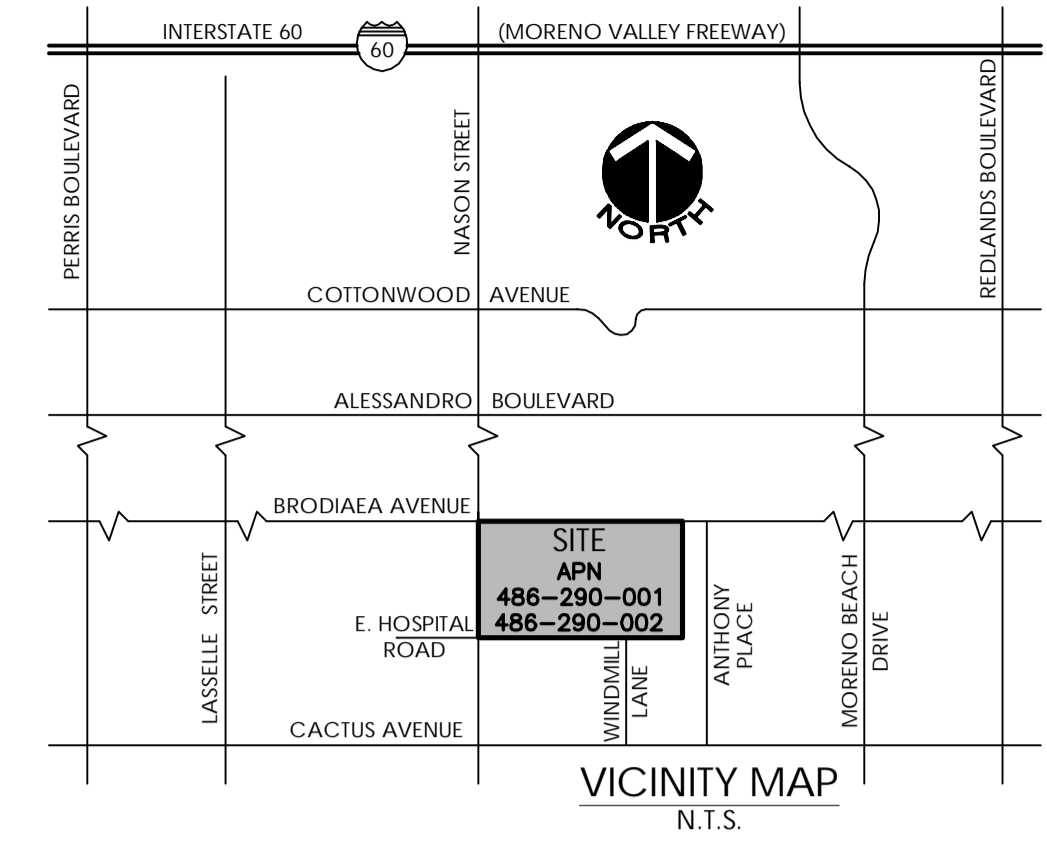 INTERSTATE 60
60
(MORENO VALLEY FREEWAY)
PERRIS BOULEVARD
NASON STREET
NORTH
REDLANDS BOULEVARD
COTTONWOOD AVENUE
ALESSANDRO BOULEVARD
BRODIAEA AVENUE
SITE
APN
486-290-001
486-290-002
LASSELLE STREET
E. HOSPITAL
ROAD
WINDMILL
LANE
ANTHONY
PLACE
MORENO BEACH
DRIVE
CACTUS AVENUE
VICINITY MAP
N.T.S.